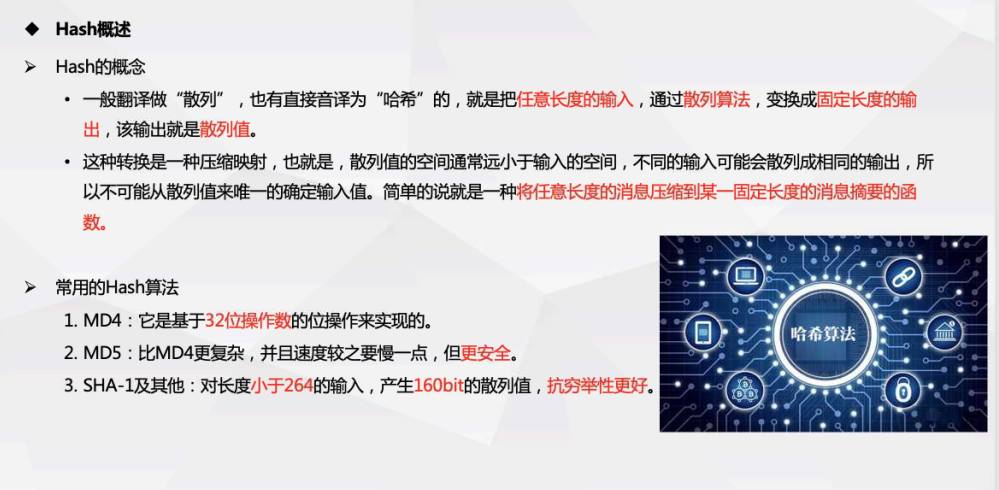 ◆ Hash概述
➢ Hash的概念
• 一般翻译做“散列”，也有直接音译为“哈希”的，就是把任意长度的输入，通过散列算法，变换成固定长度的输
出，该输出就是散列值。
• 这种转换是一种压缩映射，也就是，散列值的空间通常远小于输入的空间，不同的输入可能会散列成相同的输出，所
以不可能从散列值来唯一的确定输入值。简单的说就是一种将任意长度的消息压缩到某一固定长度的消息摘要的函
数。
➢ 常用的Hash算法
1. MD4：它是基于32位操作数的位操作来实现的。
2. MD5：比MD4更复杂，并且速度较之要慢一点，但更安全。
3. SHA-1及其他：对长度小于264的输入，产生160bit的散列值，抗穷举性更好。
哈希算法